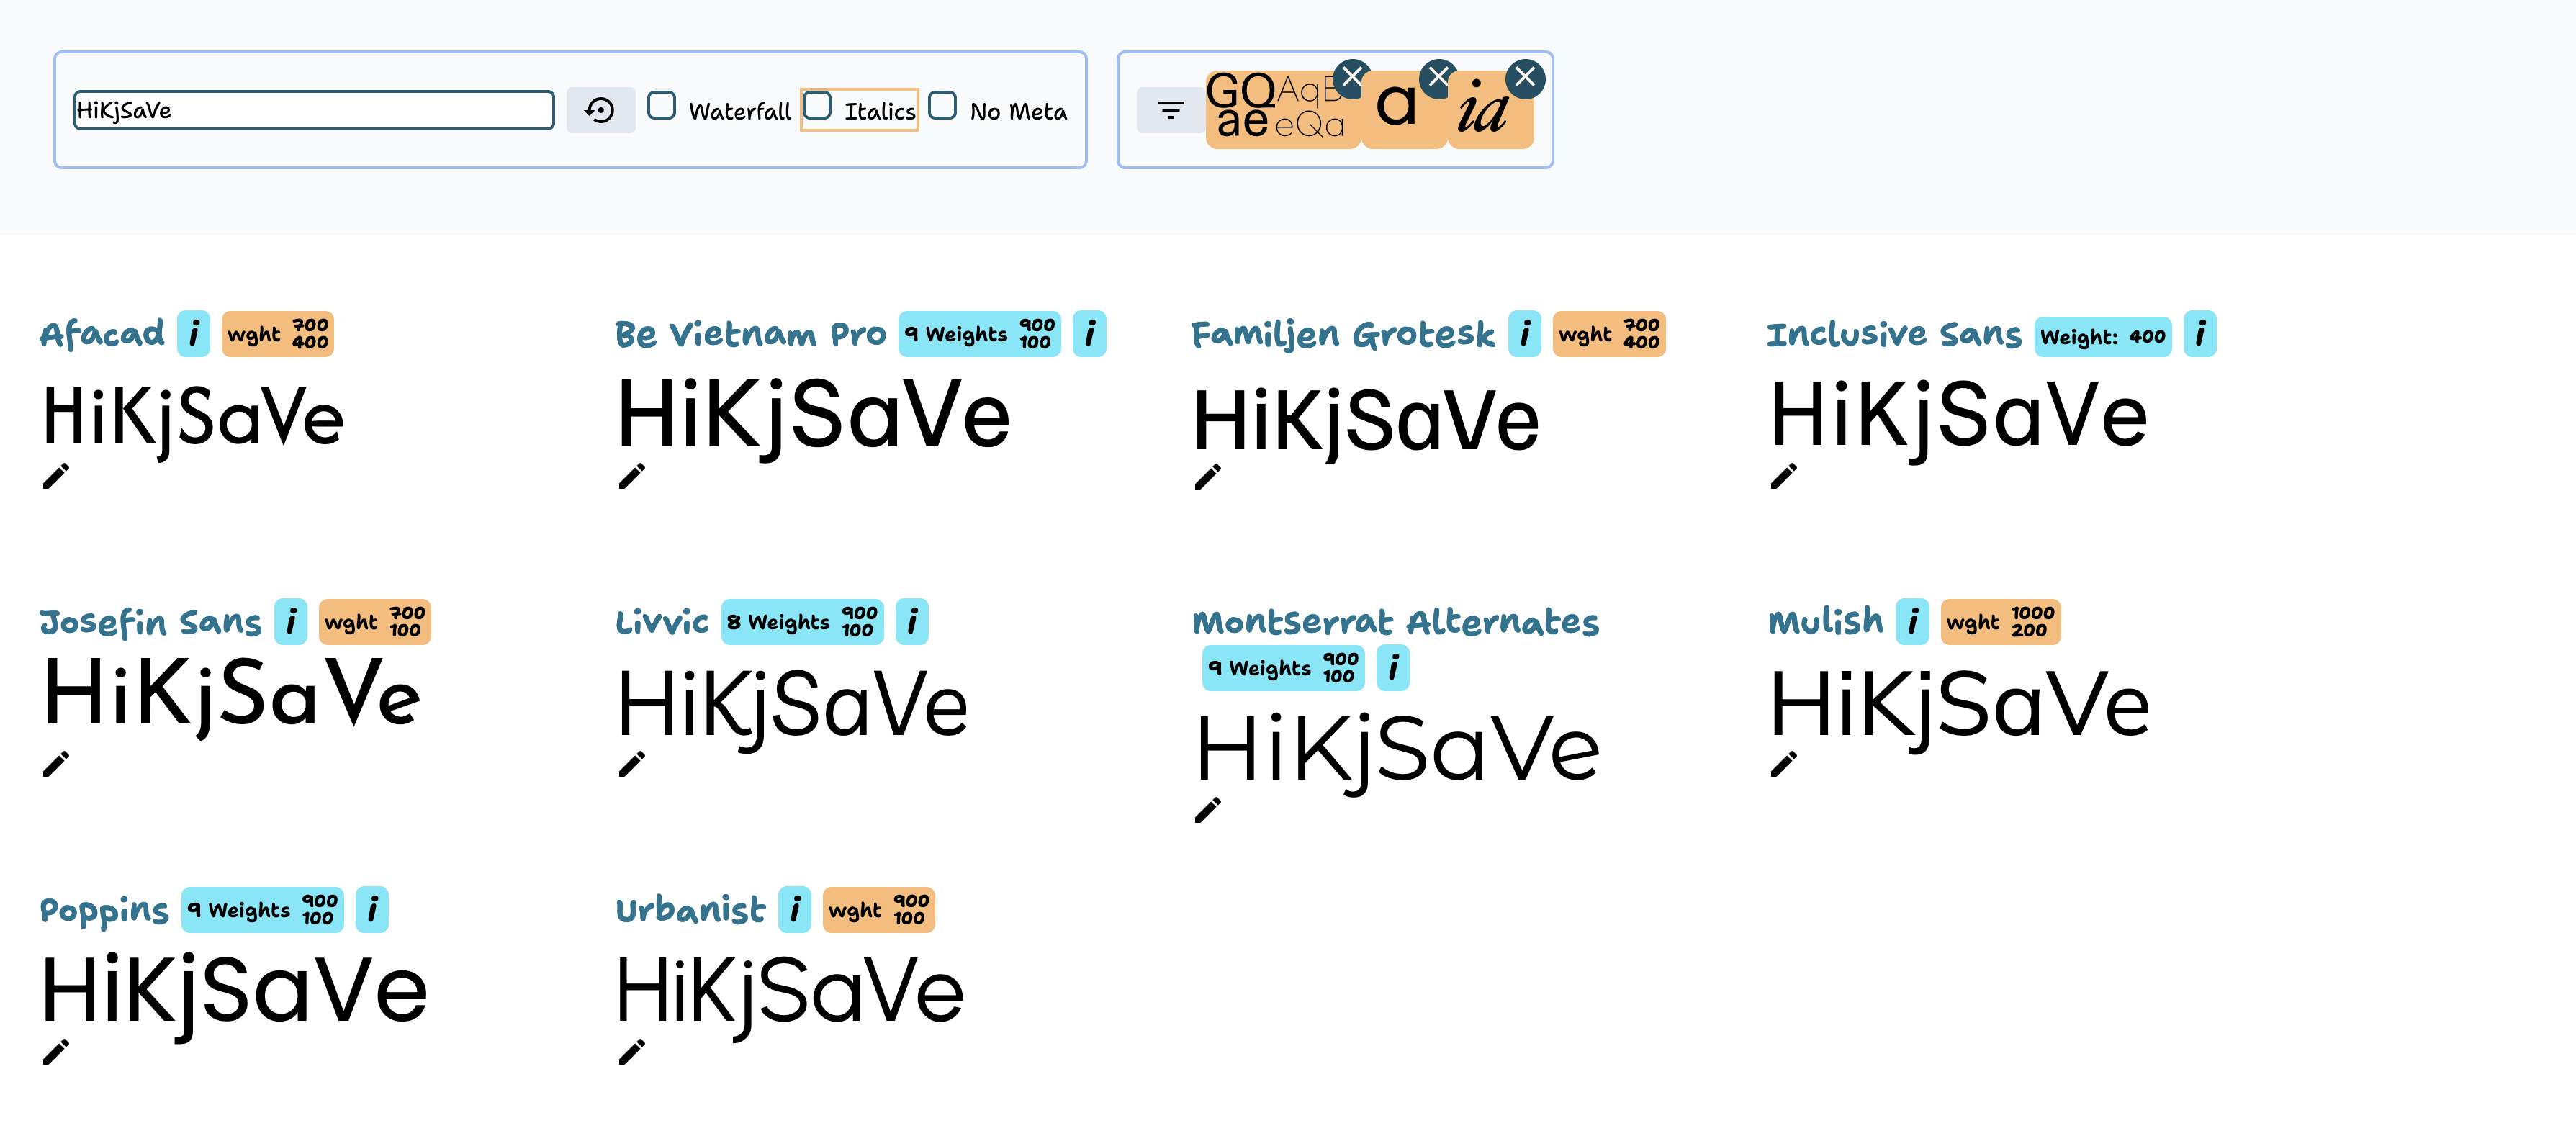 HiKjSaVe Waterfall Italics No Meta
GQ AqB a ia
ae eQa
Afacad i wght 700 400
HiKjSaVe
Be Vietnam Pro 9 Weights 900 100 i
HiKjSaVe
Familjen Grotesk i wght 700 400
HiKjSaVe
Inclusive Sans Weight: 400 i
HiKjSaVe
Josefin Sans i wght 700 100
HiKjSaVe
Livvic 8 Weights 900 100 i
HiKjSaVe
Montserrat Alternates
9 Weights 900 100 i
HiKjSaVe
Mulish i wght 1000 200
HiKjSaVe
Poppins 9 Weights 900 100 i
HiKjSaVe
Urbanist i wght 900 100
HiKjSaVe